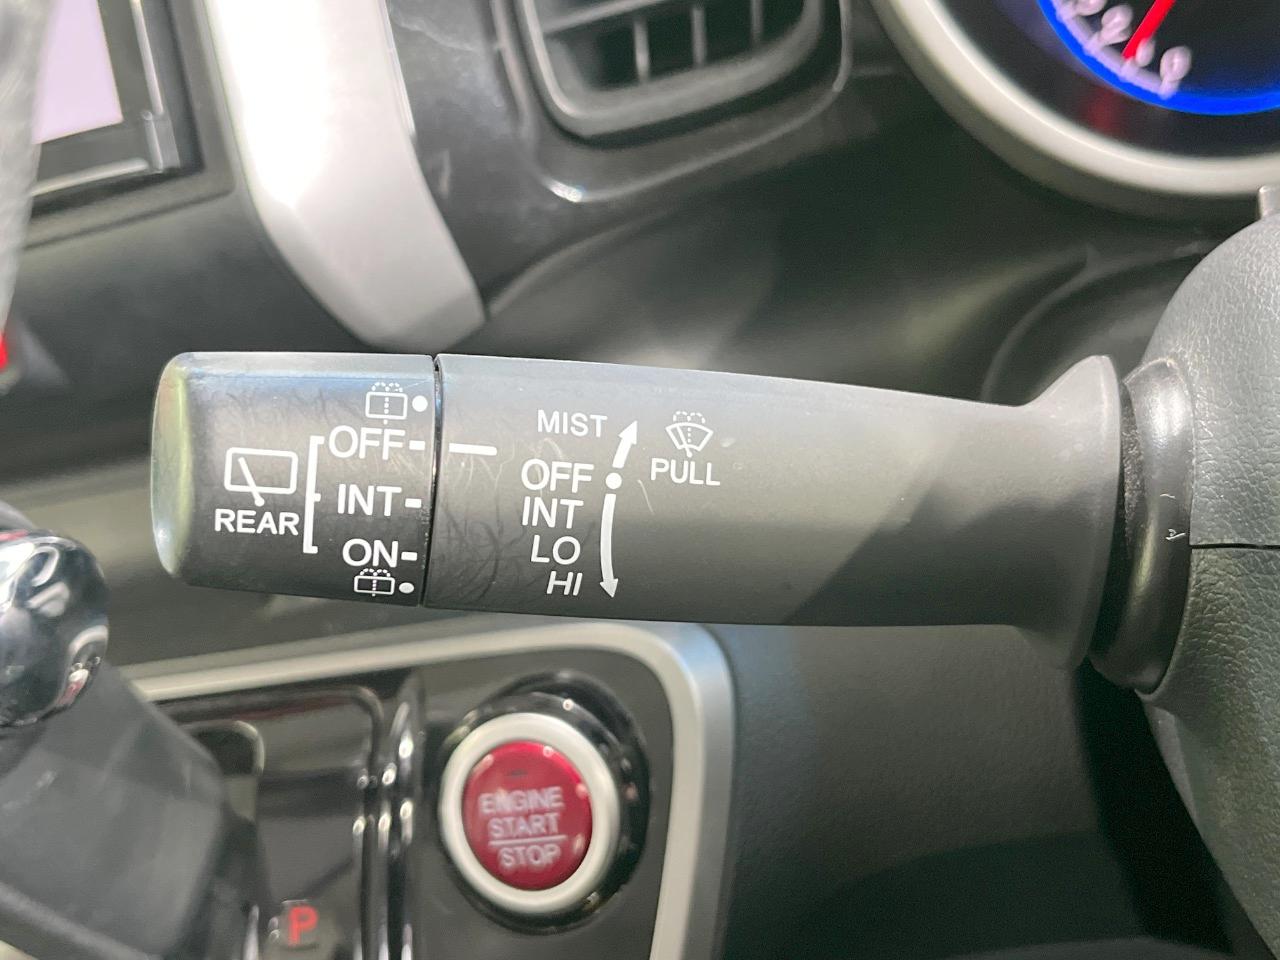 OFF
INT
ON
REAR
MIST
OFF
INT
LO
HI
PULL
ENGINE
START
STOP
P